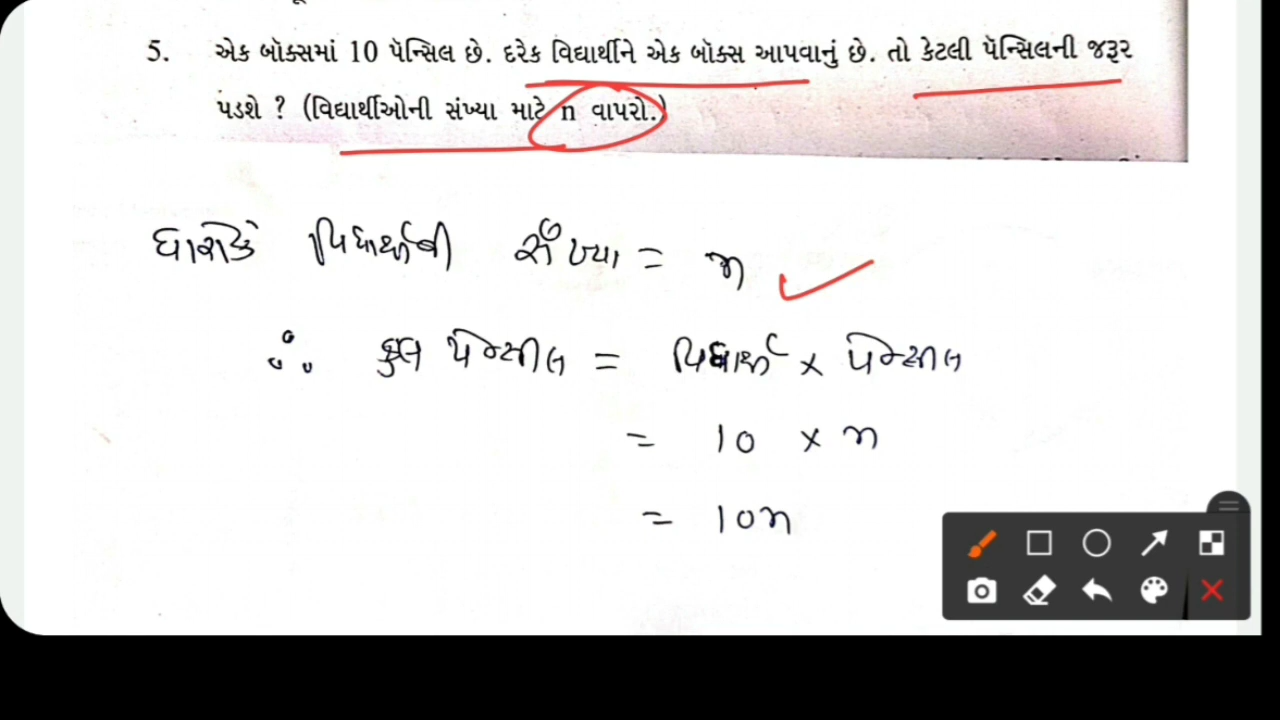 5. એક બૉક્સમાં 10 પૅન્સિલ છે. દરેક વિદ્યાર્થીને એક બૉક્સ આપવાનું છે. તો કેટલી પૅન્સિલની જરૂર
પડશે ? (વિદ્યાર્થીઓની સંખ્યા માટે n વાપરો.)
ધારોકે વિધાર્થીની સંખ્યા = n
∴ કુલ પેન્સીલ = વિધાર્થી × પેન્સીલ
= 10 × n
= 10n